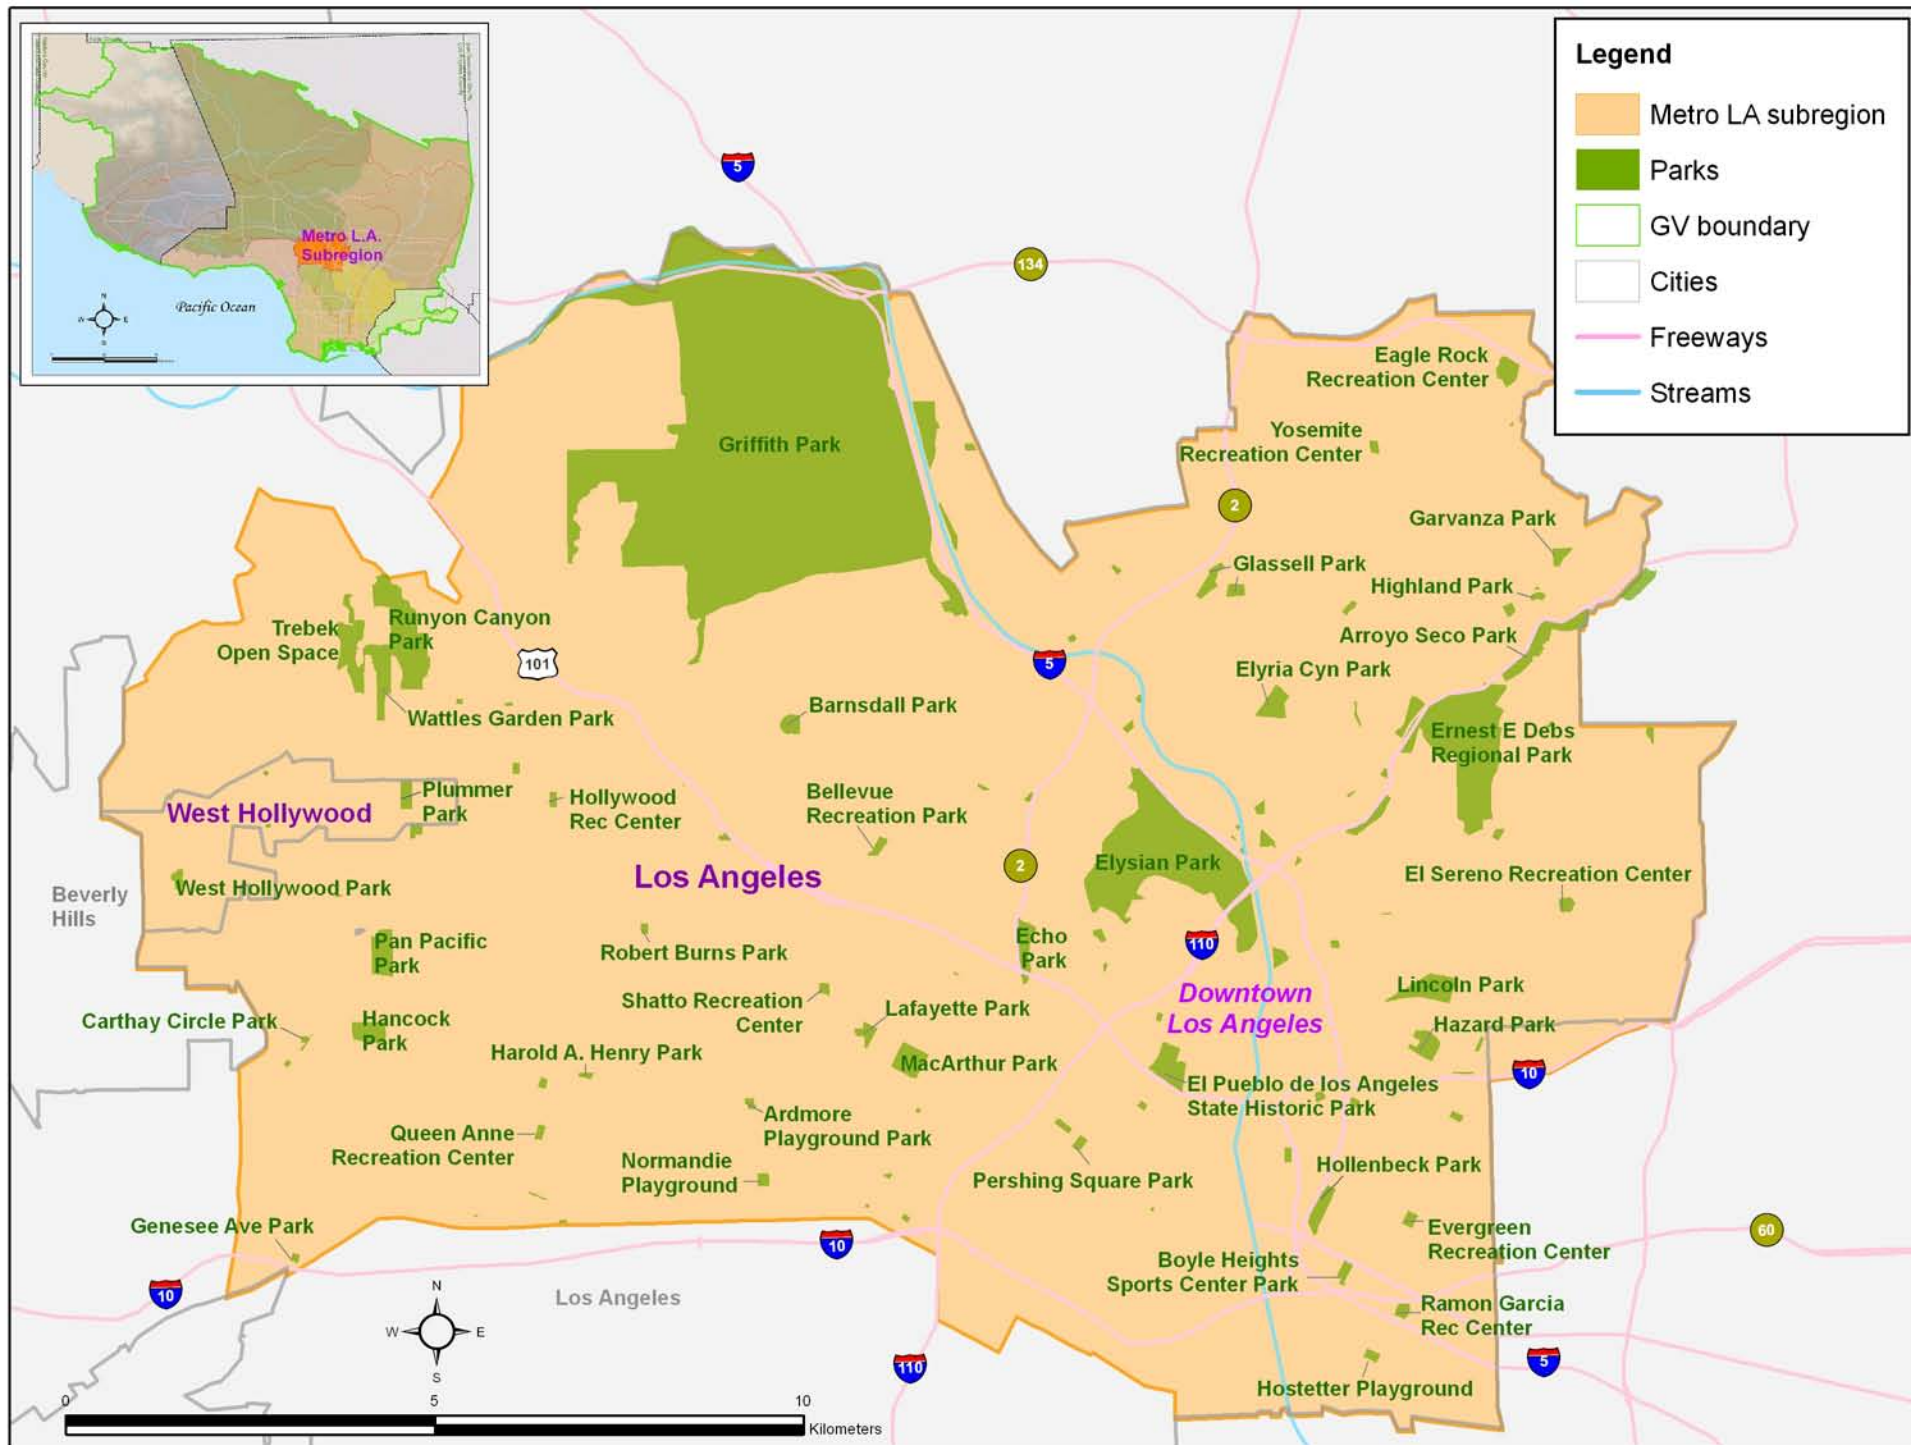 Metro L.A.
Subregion
Pacific Ocean
N
W
E
S
Legend
Metro LA subregion
Parks
GV boundary
Cities
Freeways
Streams
5
134
Eagle Rock
Recreation Center
Griffith Park
Yosemite
Recreation Center
2
Garvanza Park
Glassell Park
Highland Park
Trebek
Open Space
Runyon Canyon
Park
Arroyo Seco Park
101
5
Elyria Cyn Park
Wattles Garden Park
Barnsdall Park
Ernest E Debs
Regional Park
West Hollywood
Plummer
Park
Hollywood
Rec Center
Bellevue
Recreation Park
Los Angeles
2
Elysian Park
El Sereno Recreation Center
Beverly
Hills
West Hollywood Park
Pan Pacific
Park
Robert Burns Park
Echo
Park
110
Downtown
Los Angeles
Lincoln Park
Shatto Recreation
Center
Lafayette Park
Carthay Circle Park
Hancock
Park
Hazard Park
Harold A. Henry Park
MacArthur Park
10
El Pueblo de los Angeles
State Historic Park
Ardmore
Playground Park
Queen Anne
Recreation Center
Normandie
Playground
Pershing Square Park
Hollenbeck Park
Genesee Ave Park
10
Evergreen
Recreation Center
60
Boyle Heights
Sports Center Park
10
Los Angeles
Ramon Garcia
Rec Center
N
W
E
S
110
5
Hostetter Playground
0
5
10
Kilometers